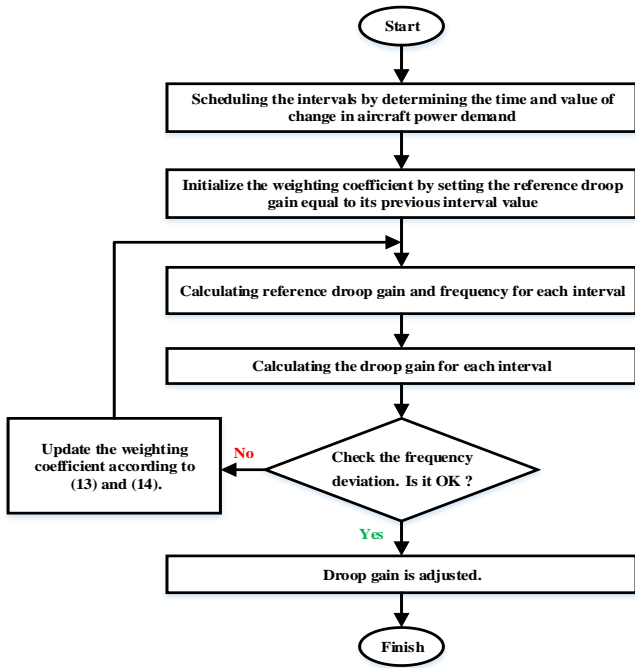 Start
Scheduling the intervals by determining the time and value of
change in aircraft power demand
Initialize the weighting coefficient by setting the reference droop
gain equal to its previous interval value
Calculating reference droop gain and frequency for each interval
Calculating the droop gain for each interval
Update the weighting
coefficient according to
(13) and (14).
No
Check the frequency
deviation. Is it OK ?
Yes
Droop gain is adjusted.
Finish